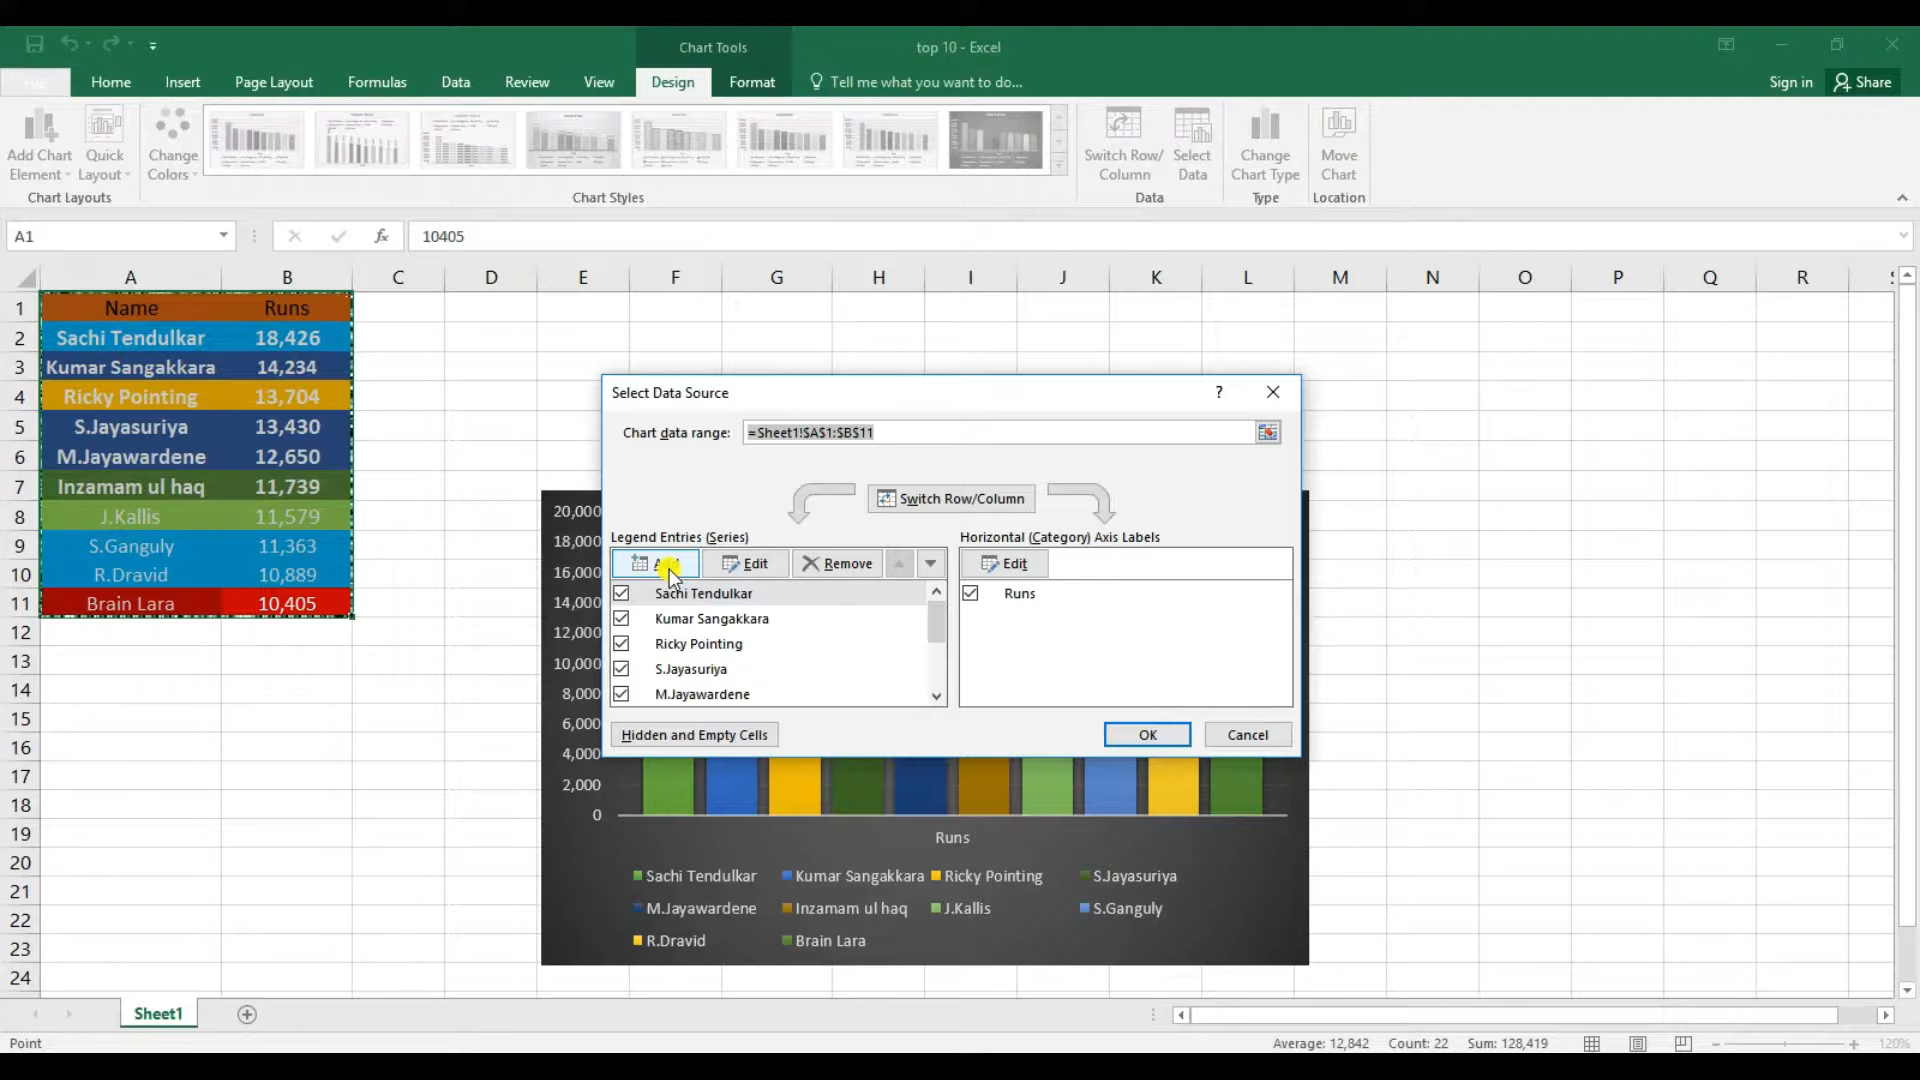 Chart Tools
top 10 - Excel
Home
Insert
Page Layout
Formulas
Data
Review
View
Design
Format
Tell me what you want to do...
Sign in
Share
Add Chart Element
Quick Layout
Change Colors
Switch Row/ Column
Select Data
Change Chart Type
Move Chart
Chart Layouts
Chart Styles
Data
Type
Location
A1
fx
10405
A B C D E F G H I J K L M N O P Q R
1 Name Runs
2 Sachi Tendulkar 18,426
3 Kumar Sangakkara 14,234
4 Ricky Pointing 13,704
5 S.Jayasuriya 13,430
6 M.Jayawardene 12,650
7 Inzamam ul haq 11,739
8 J.Kallis 11,579
9 S.Ganguly 11,363
10 R.Dravid 10,889
11 Brain Lara 10,405
12
13
14
15
16
17
18
19
20
21
22
23
24
Select Data Source
?
Chart data range: =Sheet1!$A$1:$B$11
Switch Row/Column
Legend Entries (Series)
Horizontal (Category) Axis Labels
Edit
Remove
Edit
Sachi Tendulkar
Kumar Sangakkara
Ricky Pointing
S.Jayasuriya
M.Jayawardene
Runs
Hidden and Empty Cells
OK
Cancel
20,000
18,000
16,000
14,000
12,000
10,000
8,000
6,000
4,000
2,000
0
Runs
Sachi Tendulkar Kumar Sangakkara Ricky Pointing S.Jayasuriya
M.Jayawardene Inzamam ul haq J.Kallis S.Ganguly
R.Dravid Brain Lara
Sheet1
Point
Average: 12,842 Count: 22 Sum: 128,419
120%